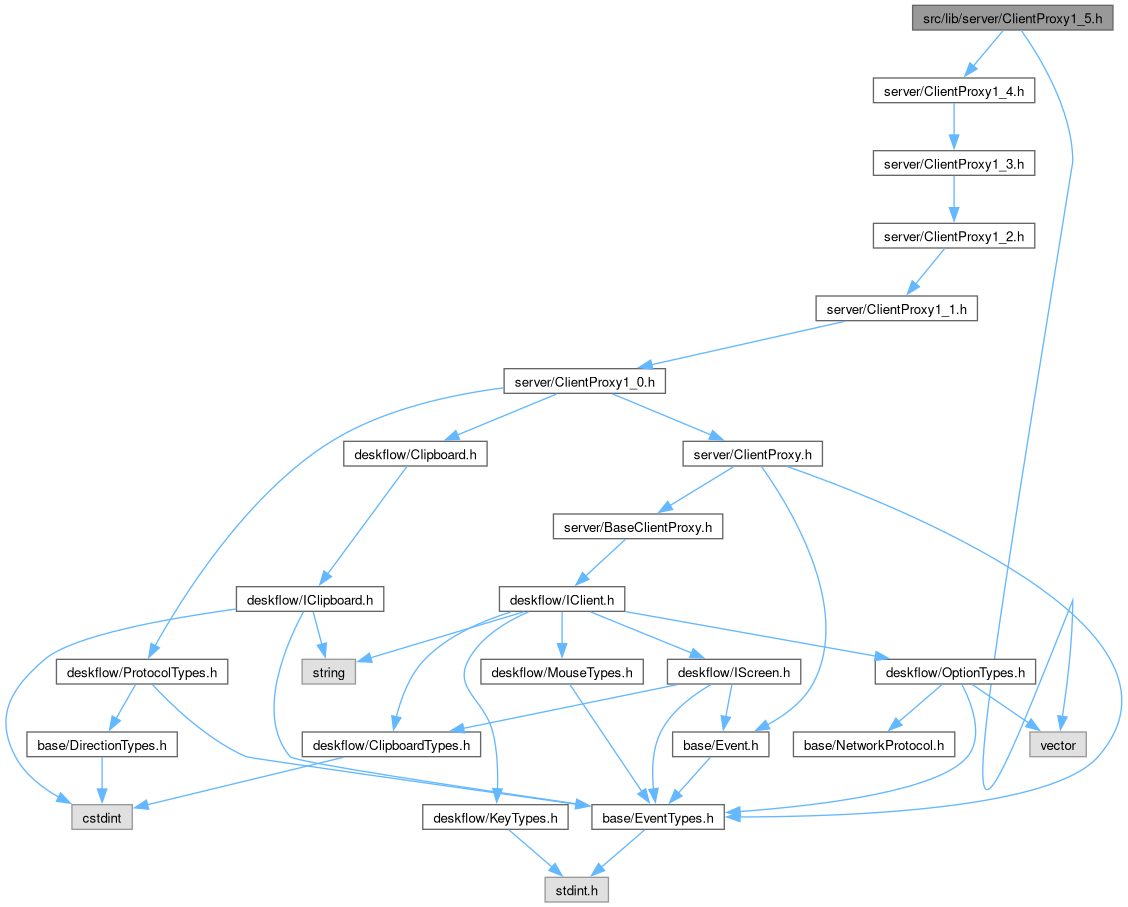 src/lib/server/ClientProxy1_5.h
server/ClientProxy1_4.h
server/ClientProxy1_3.h
server/ClientProxy1_2.h
server/ClientProxy1_1.h
server/ClientProxy1_0.h
deskflow/Clipboard.h
server/ClientProxy.h
server/BaseClientProxy.h
deskflow/IClipboard.h
deskflow/IClient.h
deskflow/ProtocolTypes.h
string
deskflow/MouseTypes.h
deskflow/IScreen.h
deskflow/OptionTypes.h
base/DirectionTypes.h
deskflow/ClipboardTypes.h
base/Event.h
base/NetworkProtocol.h
vector
cstdint
deskflow/KeyTypes.h
base/EventTypes.h
stdint.h